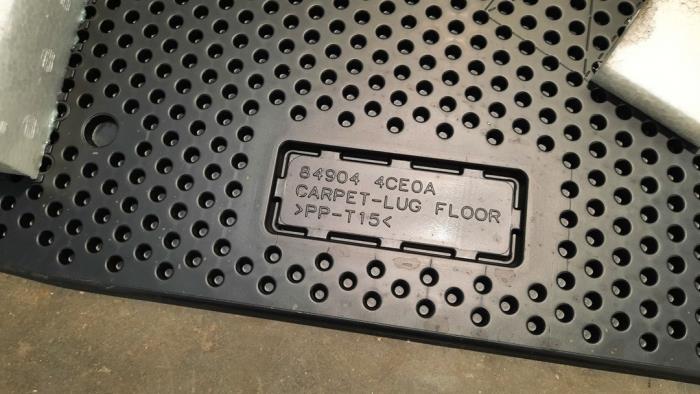 84904 4CE0A
CARPET-LUG FLOOR
>PP-T15<